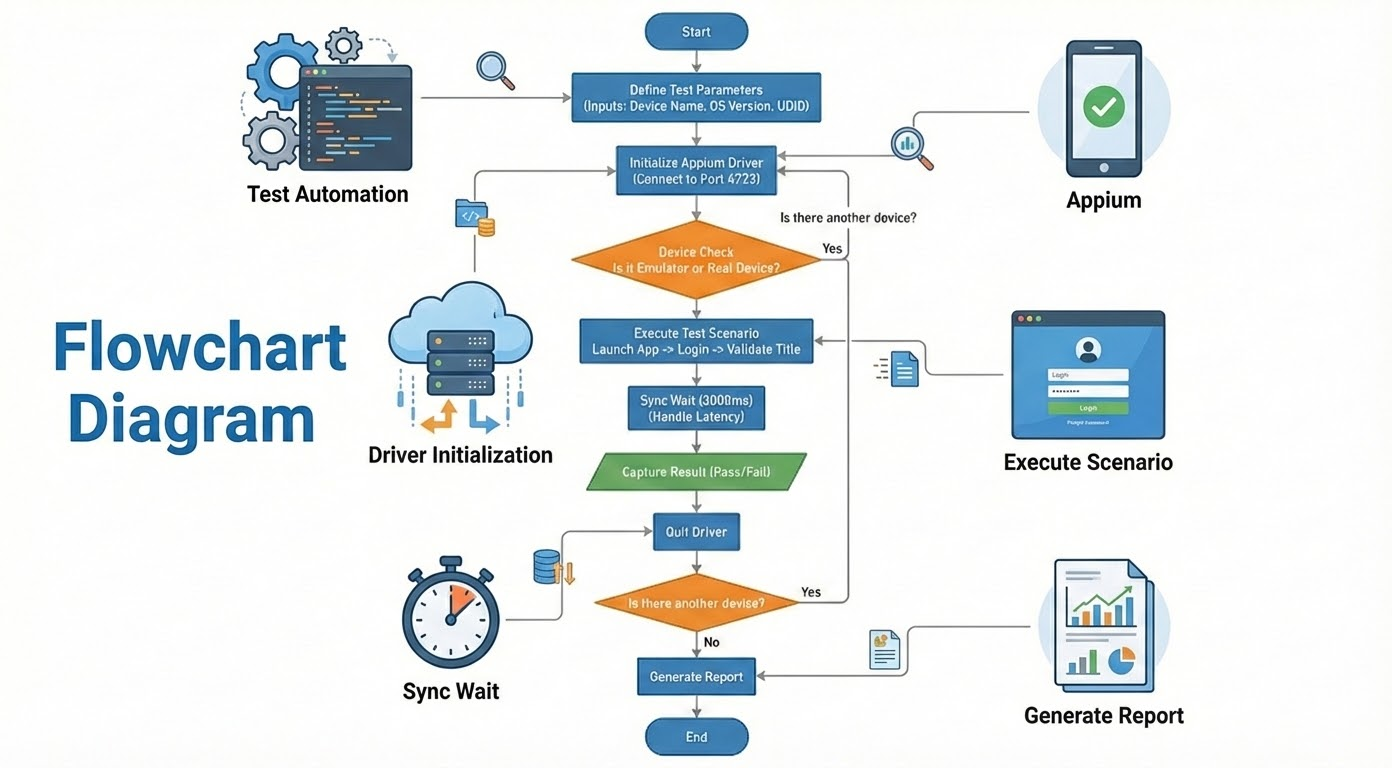 Flowchart
Diagram
Test Automation
Driver Initialization
Sync Wait
Start
Define Test Parameters
(Inputs: Device Name. OS Version. UDID)
Initialize Appium Driver
(Connect to Port 4723)
Is there another device?
Device Check
Is it Emulator or Real Device?
Yes
Execute Test Scenario
Launch App -> Login -> Validate Title
Sync Wait (3000ms)
(Handle Latency)
Capture Result (Pass/Fail)
Quit Driver
Is there another devise?
Yes
No
Generate Report
End
Appium
Login
Login
Execute Scenario
Generate Report